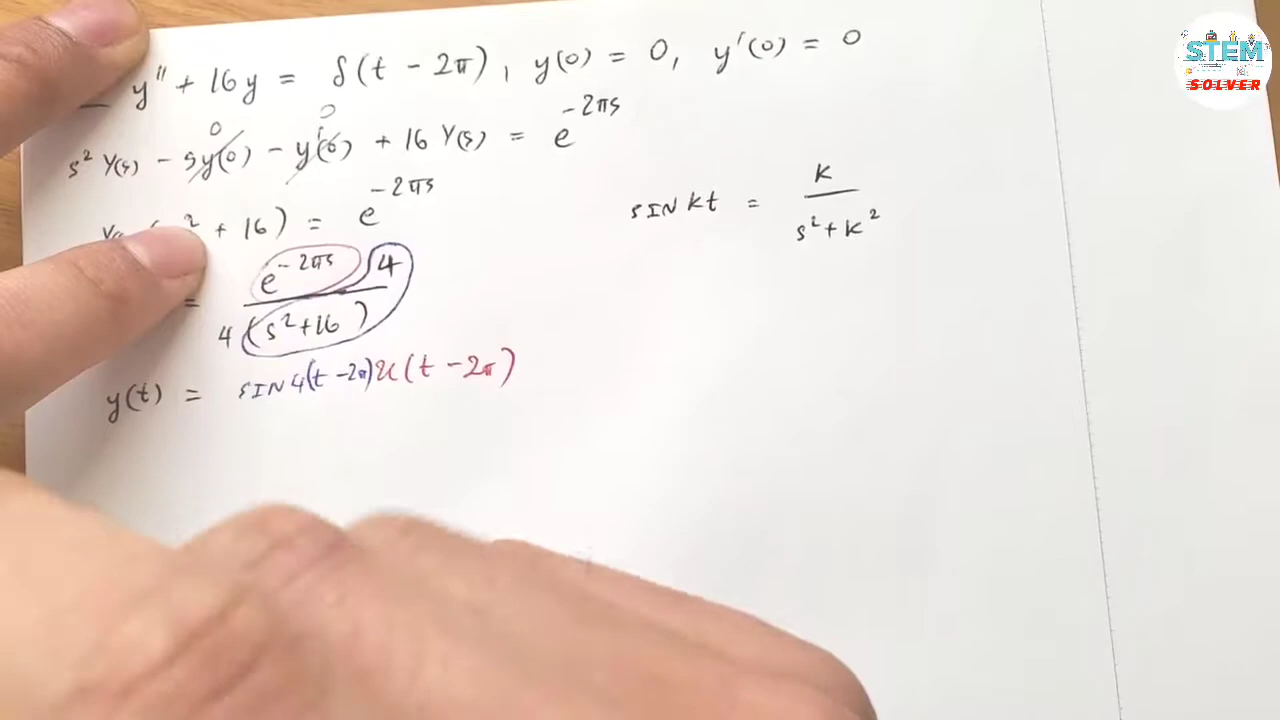 y'' + 16y = δ(t - 2π), y(0) = 0, y'(0) = 0
0 0
s² Y(s) - sy(0) - y'(0) + 16 Y(s) = e^{-2πs}
² + 16) = e^{-2πs}
SIN kt = k / s² + k²
= e^{-2πs} 4 / 4(s² + 16)
y(t) = SIN 4(t - 2π) 𝒰(t - 2π)
STEM
SOLVER